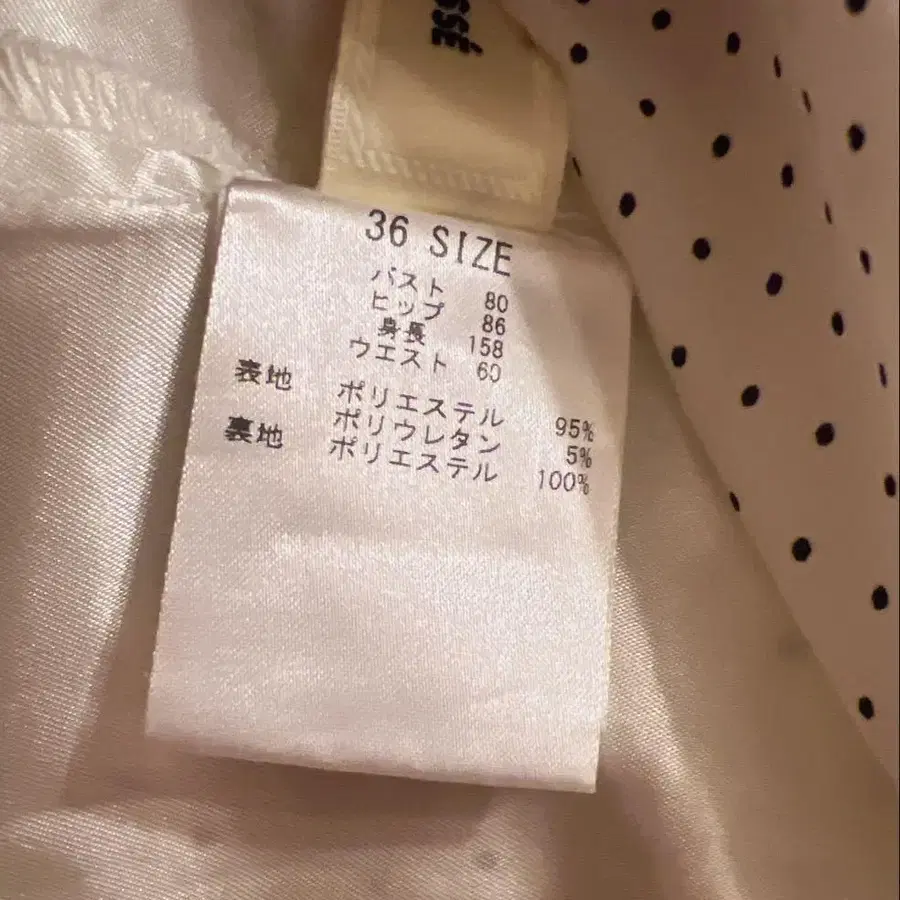 SSÉ
36 SIZE
バスト 80
ヒップ 86
身長 158
ウエスト 60
表地 ポリエステル 95%
ポリウレタン 5%
裏地 ポリエステル 100%